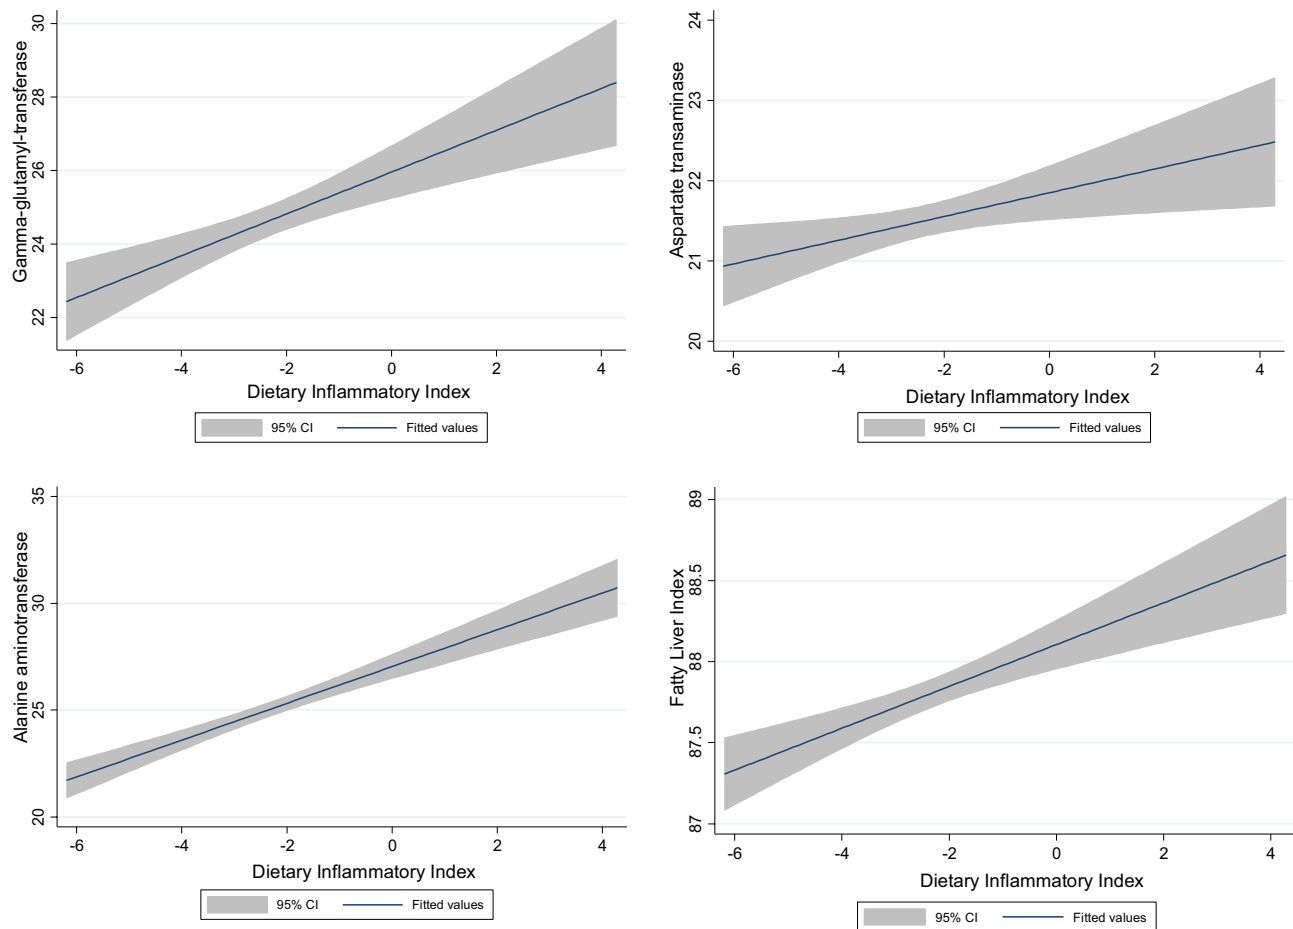 Gamma-glutamyl-transferase
30
28
26
24
22
-6 -4 -2 0 2 4
Dietary Inflammatory Index
95% CI Fitted values
Aspartate transaminase
24
23
22
21
20
-6 -4 -2 0 2 4
Dietary Inflammatory Index
95% CI Fitted values
Alanine aminotransferase
35
30
25
20
-6 -4 -2 0 2 4
Dietary Inflammatory Index
95% CI Fitted values
Fatty Liver Index
89
88.5
88
87.5
87
-6 -4 -2 0 2 4
Dietary Inflammatory Index
95% CI Fitted values